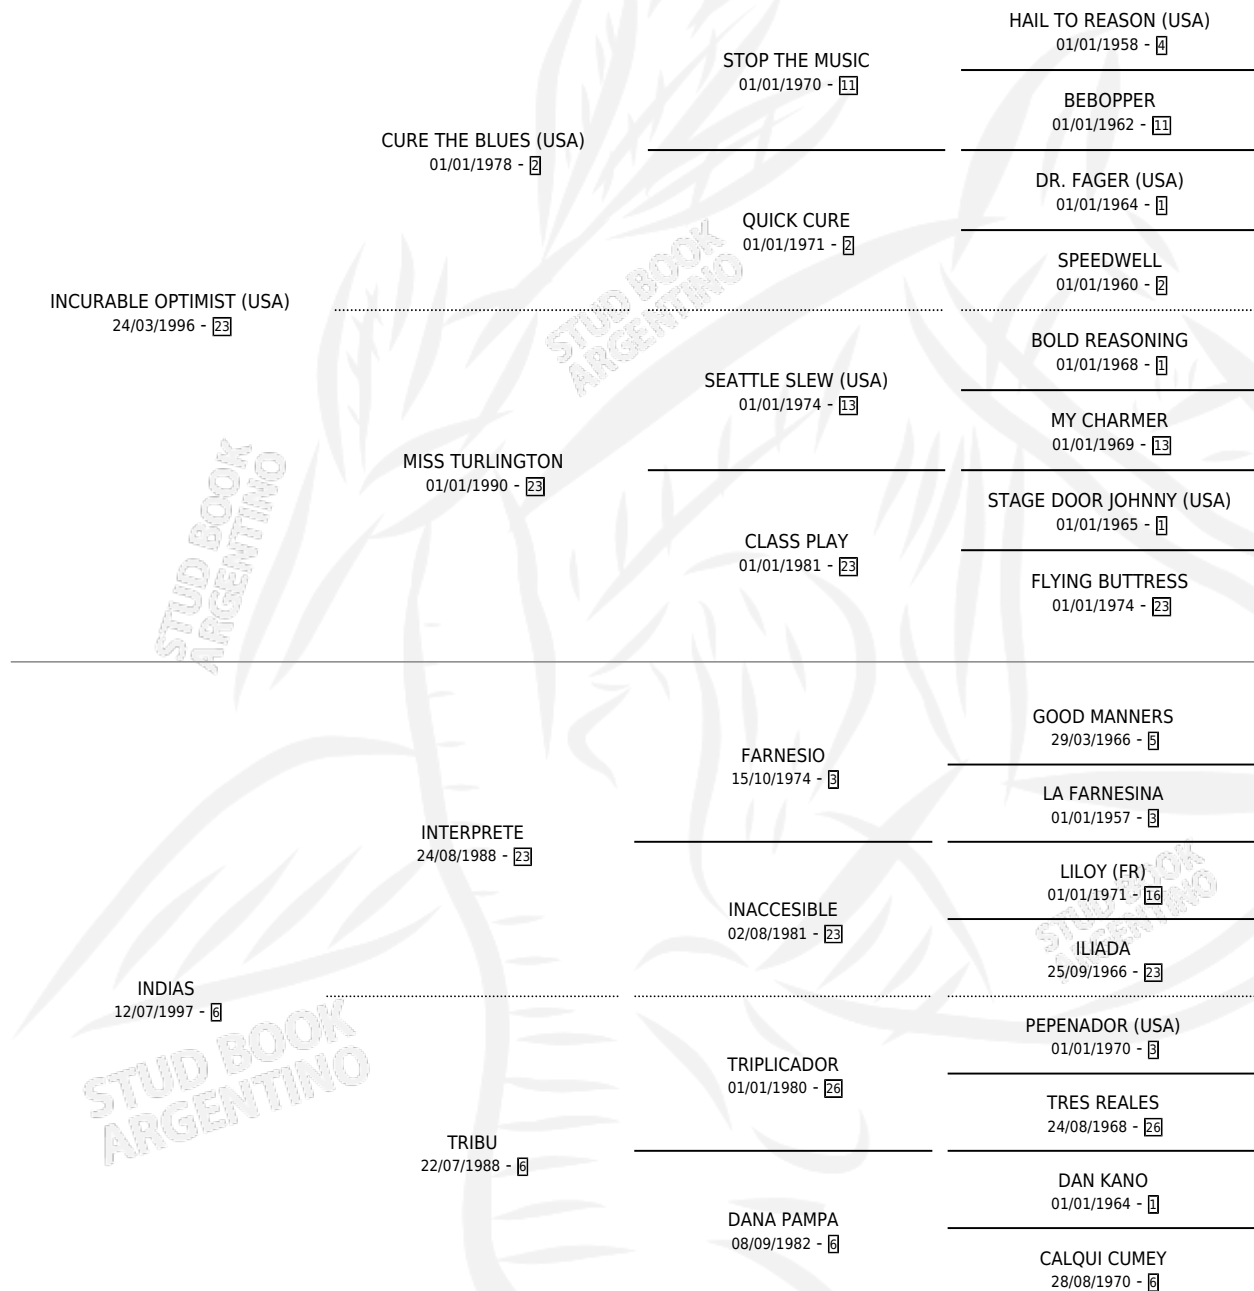 HAIL TO REASON (USA)
01/01/1958 - 4
STOP THE MUSIC
01/01/1970 - 11
BEBOPPER
01/01/1962 - 11
CURE THE BLUES (USA)
01/01/1978 - 2
DR. FAGER (USA)
01/01/1964 - 1
QUICK CURE
01/01/1971 - 2
SPEEDWELL
01/01/1960 - 2
INCURABLE OPTIMIST (USA)
24/03/1996 - 23
BOLD REASONING
01/01/1968 - 1
SEATTLE SLEW (USA)
01/01/1974 - 13
MY CHARMER
01/01/1969 - 13
MISS TURLINGTON
01/01/1990 - 23
STAGE DOOR JOHNNY (USA)
01/01/1965 - 1
CLASS PLAY
01/01/1981 - 23
FLYING BUTTRESS
01/01/1974 - 23
GOOD MANNERS
29/03/1966 - 5
FARNESIO
15/10/1974 - 3
LA FARNESINA
01/01/1957 - 3
INTERPRETE
24/08/1988 - 23
LILOY (FR)
01/01/1971 - 16
INACCESIBLE
02/08/1981 - 23
ILIADA
25/09/1966 - 23
INDIAS
12/07/1997 - 6
PEPENADOR (USA)
01/01/1970 - 3
TRIPLICADOR
01/01/1980 - 26
TRES REALES
24/08/1968 - 26
TRIBU
22/07/1988 - 6
DAN KANO
01/01/1964 - 1
DANA PAMPA
08/09/1982 - 6
CALQUI CUMEY
28/08/1970 - 6
STUD BOOK
ARGENTINO
STUD BOOK
ARGENTINO
STUD BOOK
ARGENTINO
STUD BOOK
ARGENTINO